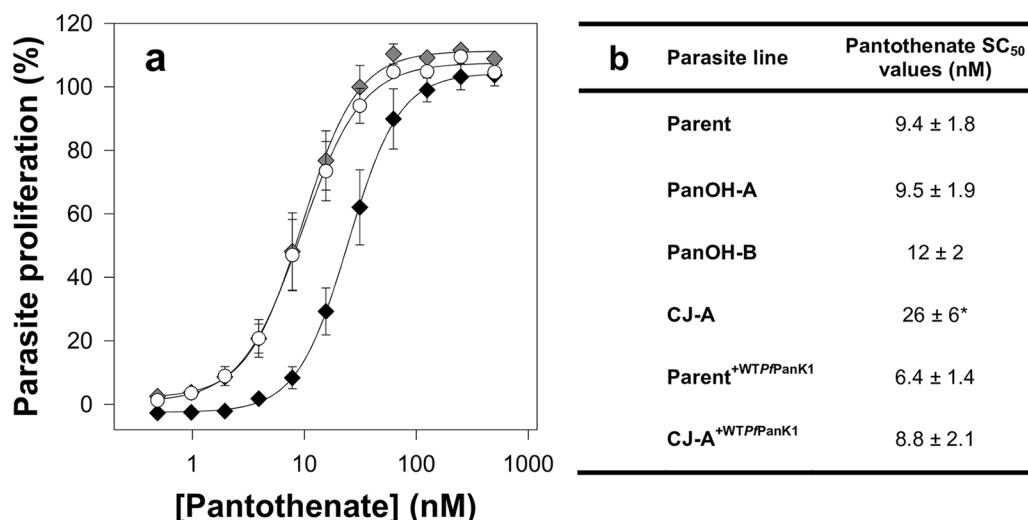 a
Parasite proliferation (%)
120
100
80
60
40
20
0
1 10 100 1000
[Pantothenate] (nM)
b Parasite line Pantothenate SC50 values (nM)
Parent 9.4 ± 1.8
PanOH-A 9.5 ± 1.9
PanOH-B 12 ± 2
CJ-A 26 ± 6*
Parent+WTPfPanK1 6.4 ± 1.4
CJ-A+WTPfPanK1 8.8 ± 2.1